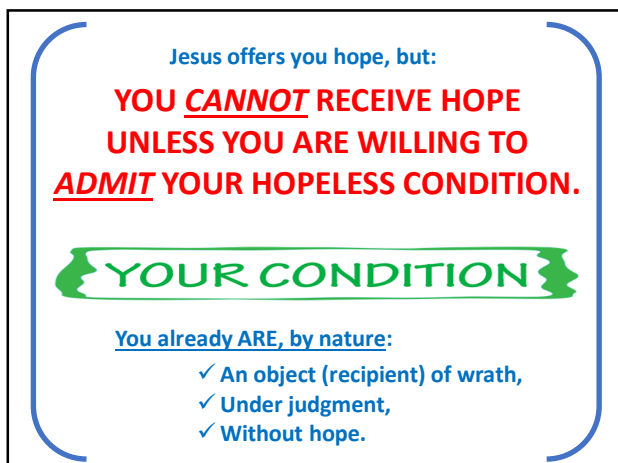 Jesus offers you hope, but:
YOU CANNOT RECEIVE HOPE
UNLESS YOU ARE WILLING TO
ADMIT YOUR HOPELESS CONDITION.
YOUR CONDITION
You already ARE, by nature:
✓ An object (recipient) of wrath,
✓ Under judgment,
✓ Without hope.